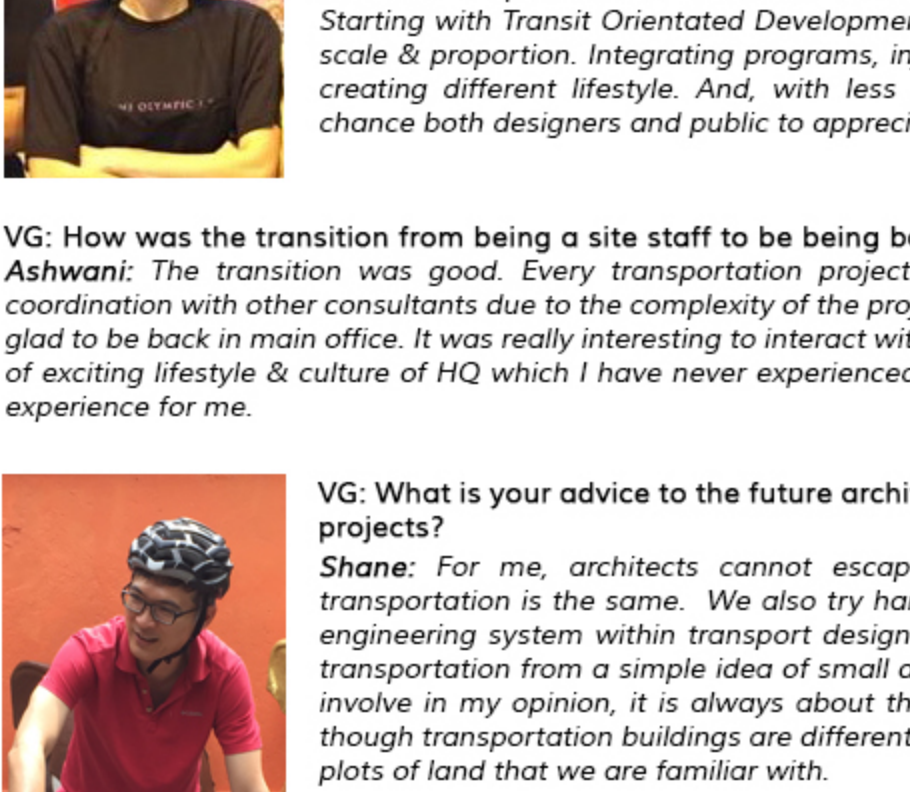 Starting with Transit Orientated Developme
scale & proportion. Integrating programs, in
creating different lifestyle. And, with less
chance both designers and public to appreci
OLYMPIC
VG: How was the transition from being a site staff to be being b
Ashwani: The transition was good. Every transportation project
coordination with other consultants due to the complexity of the pro
glad to be back in main office. It was really interesting to interact wit
of exciting lifestyle & culture of HQ which I have never experienced
experience for me.
VG: What is your advice to the future archi
projects?
Shane: For me, architects cannot escap
transportation is the same. We also try ha
engineering system within transport design
transportation from a simple idea of small
involve in my opinion, it is always about th
though transportation buildings are different
plots of land that we are familiar with.